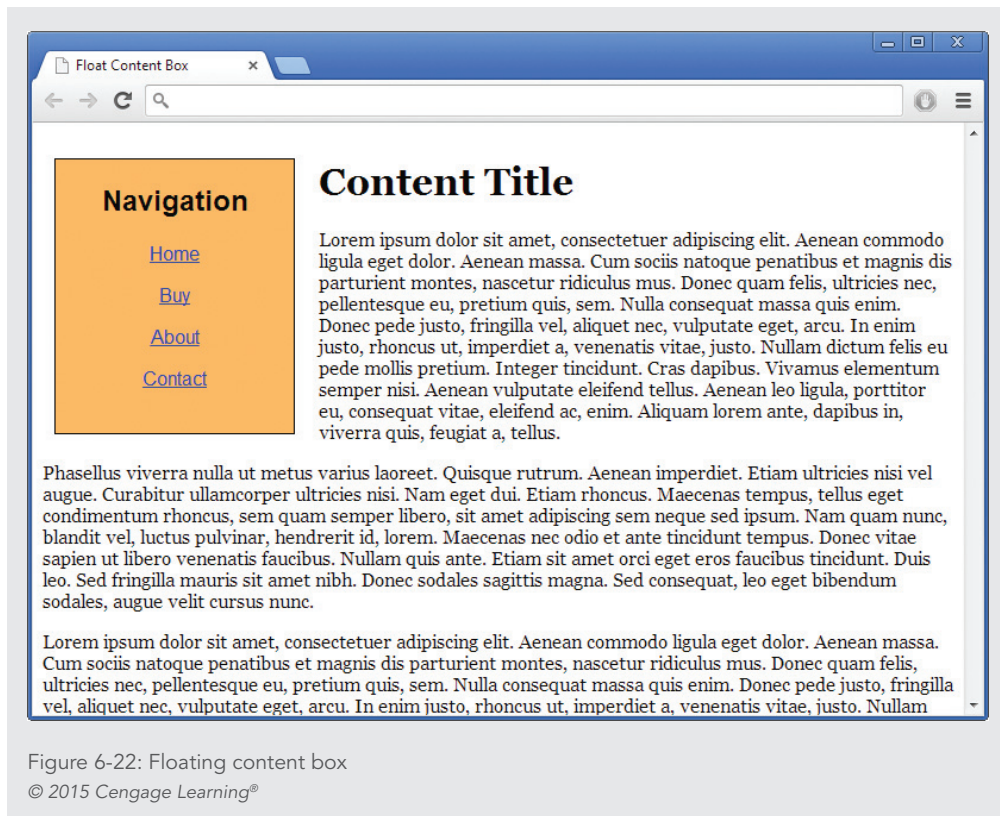 Float Content Box
Navigation
Home
Buy
About
Contact
Content Title
Lorem ipsum dolor sit amet, consectetuer adipiscing elit. Aenean commodo
ligula eget dolor. Aenean massa. Cum sociis natoque penatibus et magnis dis
parturient montes, nascetur ridiculus mus. Donec quam felis, ultricies nec,
pellentesque eu, pretium quis, sem. Nulla consequat massa quis enim.
Donec pede justo, fringilla vel, aliquet nec, vulputate eget, arcu. In enim
justo, rhoncus ut, imperdiet a, venenatis vitae, justo. Nullam dictum felis eu
pede mollis pretium. Integer tincidunt. Cras dapibus. Vivamus elementum
semper nisi. Aenean vulputate eleifend tellus. Aenean leo ligula, porttitor
eu, consequat vitae, eleifend ac, enim. Aliquam lorem ante, dapibus in,
viverra quis, feugiat a, tellus.
Phasellus viverra nulla ut metus varius laoreet. Quisque rutrum. Aenean imperdiet. Etiam ultricies nisi vel
augue. Curabitur ullamcorper ultricies nisi. Nam eget dui. Etiam rhoncus. Maecenas tempus, tellus eget
condimentum rhoncus, sem quam semper libero, sit amet adipiscing sem neque sed ipsum. Nam quam nunc,
blandit vel, luctus pulvinar, hendrerit id, lorem. Maecenas nec odio et ante tincidunt tempus. Donec vitae
sapien ut libero venenatis faucibus. Nullam quis ante. Etiam sit amet orci eget eros faucibus tincidunt. Duis
leo. Sed fringilla mauris sit amet nibh. Donec sodales sagittis magna. Sed consequat, leo eget bibendum
sodales, augue velit cursus nunc.
Lorem ipsum dolor sit amet, consectetuer adipiscing elit. Aenean commodo ligula eget dolor. Aenean massa.
Cum sociis natoque penatibus et magnis dis parturient montes, nascetur ridiculus mus. Donec quam felis,
ultricies nec, pellentesque eu, pretium quis, sem. Nulla consequat massa quis enim. Donec pede justo, fringilla
vel, aliquet nec, vulputate eget, arcu. In enim justo, rhoncus ut, imperdiet a, venenatis vitae, justo. Nullam
Figure 6-22: Floating content box
© 2015 Cengage Learning®